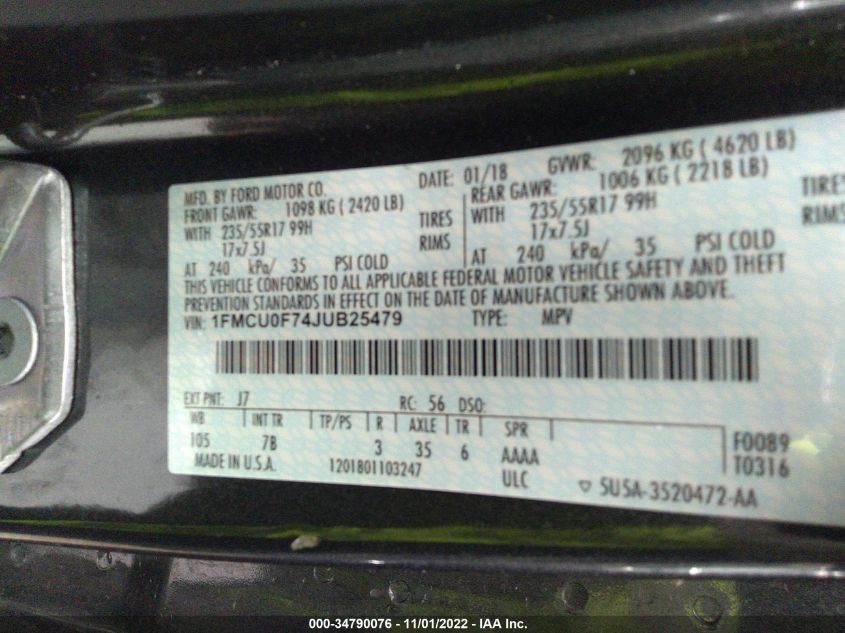 MFD. BY FORD MOTOR CO. DATE: 01/18 GVWR: 2096 KG ( 4620 LB)
FRONT GAWR: 1098 KG ( 2420 LB) REAR GAWR: 1006 KG ( 2218 LB)
WITH 235/55R17 99H TIRES WITH 235/55R17 99H TIRES
17x7.5J RIMS 17x7.5J RIMS
AT 240 kPa/ 35 PSI COLD AT 240 kPa/ 35 PSI COLD
THIS VEHICLE CONFORMS TO ALL APPLICABLE FEDERAL MOTOR VEHICLE SAFETY AND THEFT
PREVENTION STANDARDS IN EFFECT ON THE DATE OF MANUFACTURE SHOWN ABOVE.
VIN: 1FMCU0F74JUB25479 TYPE: MPV
EXT PNT: J7 RC: 56 DSO:
WB INT TR TP/PS R AXLE TR SPR
105 7B 3 35 6 AAAA F0089
MADE IN U.S.A. 1201801103247 ULC T0316
5U5A-3520472-AA
000-34790076 - 11/01/2022 - IAA Inc.